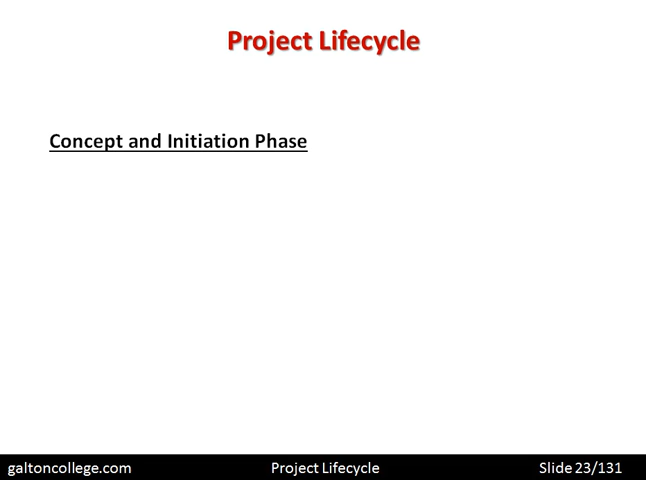 Project Lifecycle
Concept and Initiation Phase
galtoncollege.com Project Lifecycle Slide 23/131